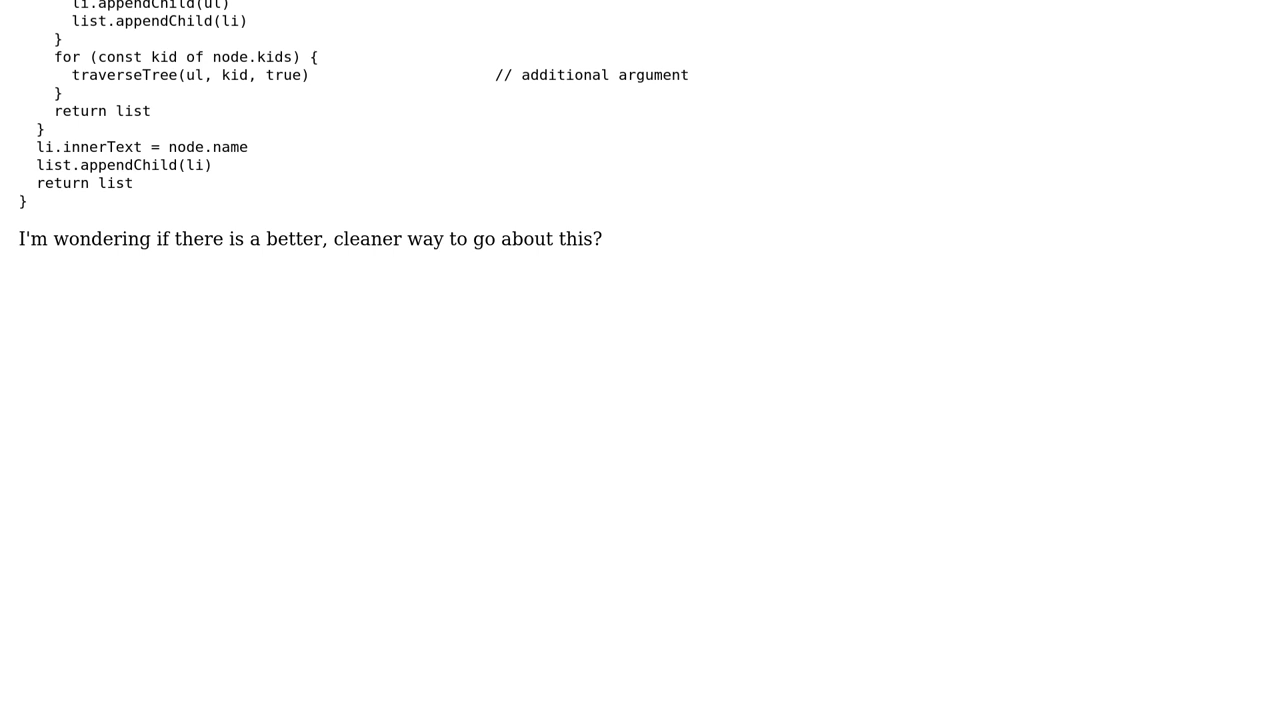 li.appendChild(ul)
list.appendChild(li)
}
for (const kid of node.kids) {
traverseTree(ul, kid, true) // additional argument
}
return list
}
li.innerText = node.name
list.appendChild(li)
return list
}
I'm wondering if there is a better, cleaner way to go about this?